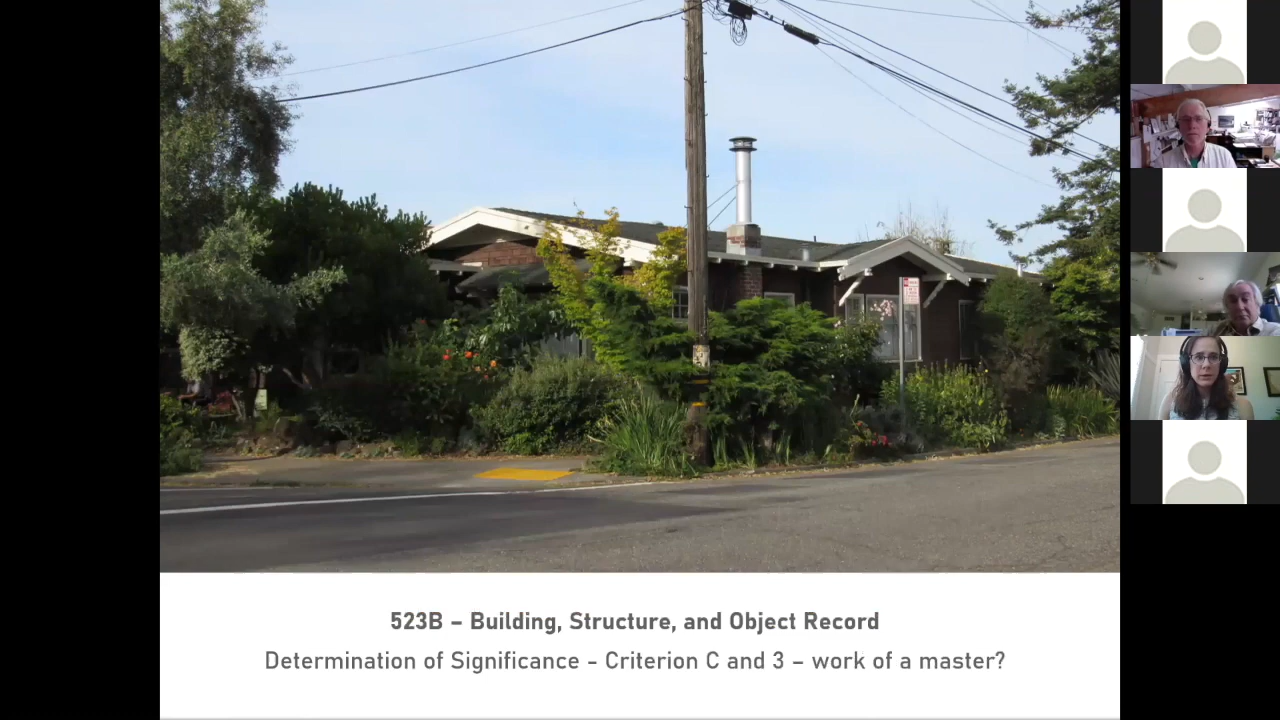 523B – Building, Structure, and Object Record
Determination of Significance - Criterion C and 3 – work of a master?